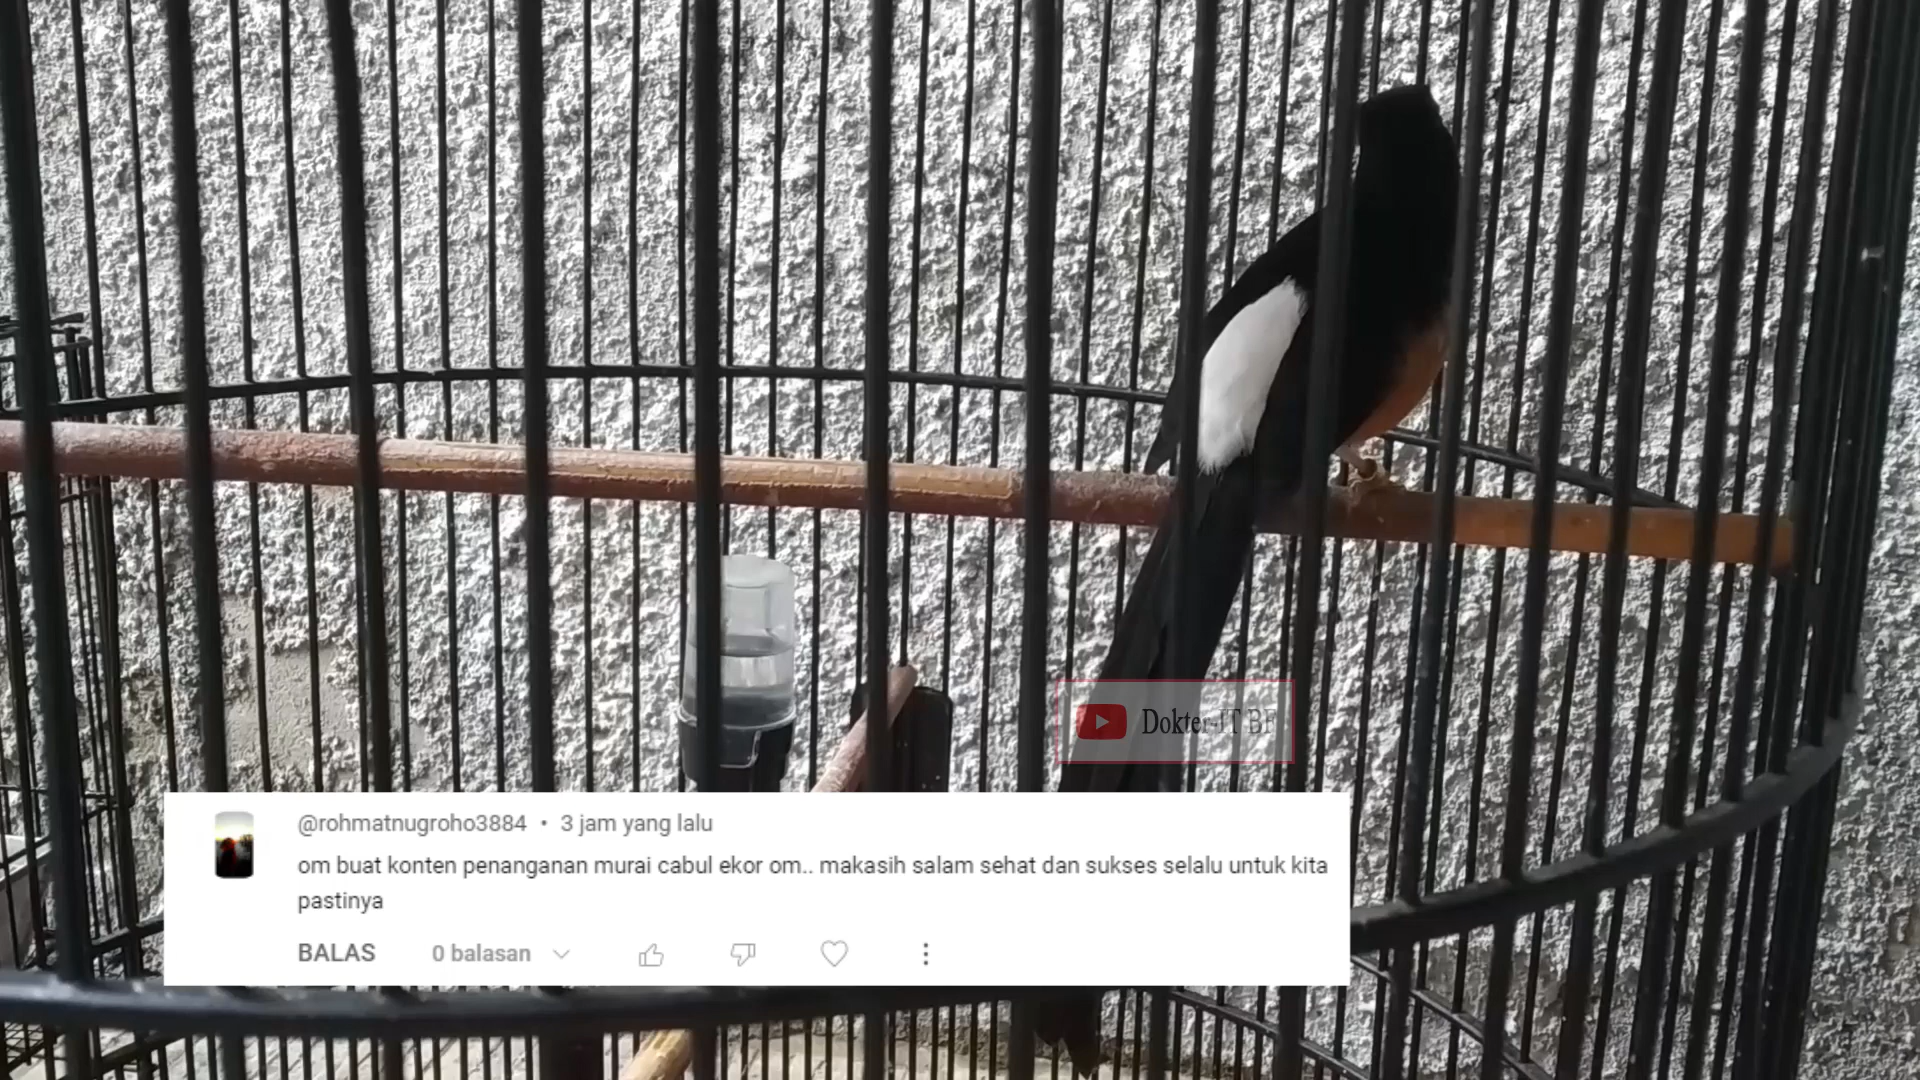 Dokter-IT BF
@rohmatnugroho3884 • 3 jam yang lalu
om buat konten penanganan murai cabul ekor om.. makasih salam sehat dan sukses selalu untuk kita
pastinya
BALAS 0 balasan